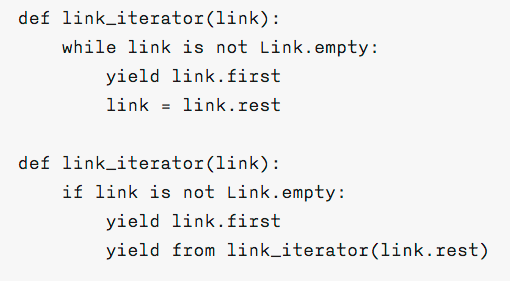 def link_iterator(link):
    while link is not Link.empty:
        yield link.first
        link = link.rest

def link_iterator(link):
    if link is not Link.empty:
        yield link.first
        yield from link_iterator(link.rest)